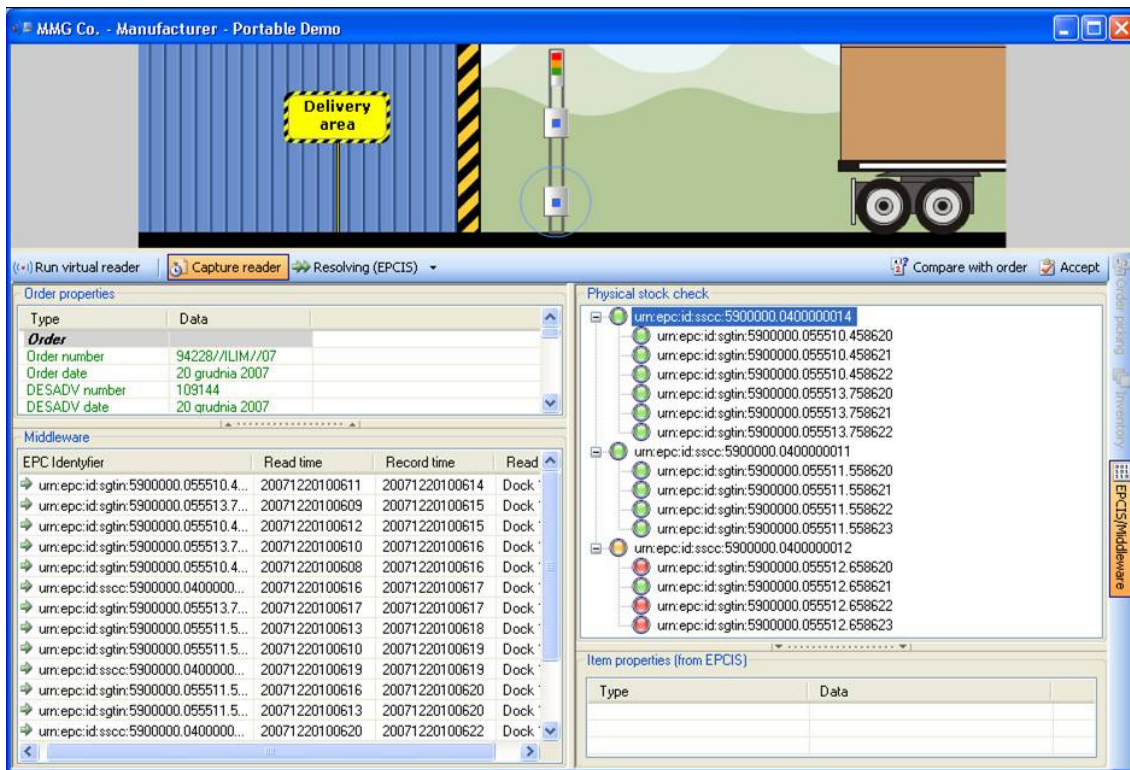 MMG Co. - Manufacturer - Portable Demo
Delivery
area
Run virtual reader Capture reader Resolving (EPCIS) Compare with order Accept
Order properties
Type Data
Order
Order number 94228//ILIM//07
Order date 20 grudnia 2007
DESADV number 109144
DESADV date 20 grudnia 2007
Middleware
EPC Identyfier Read time Record time Read
urn:epc:id:sgtin:5900000.055510.4... 20071220100611 20071220100614 Dock
urn:epc:id:sgtin:5900000.055513.7... 20071220100609 20071220100615 Dock
urn:epc:id:sgtin:5900000.055510.4... 20071220100612 20071220100615 Dock
urn:epc:id:sgtin:5900000.055513.7... 20071220100610 20071220100616 Dock
urn:epc:id:sgtin:5900000.055510.4... 20071220100608 20071220100616 Dock
urn:epc:id:sscc:5900000.0400000... 20071220100616 20071220100617 Dock
urn:epc:id:sgtin:5900000.055513.7... 20071220100617 20071220100617 Dock
urn:epc:id:sgtin:5900000.055511.5... 20071220100613 20071220100618 Dock
urn:epc:id:sgtin:5900000.055511.5... 20071220100610 20071220100619 Dock
urn:epc:id:sscc:5900000.0400000... 20071220100619 20071220100619 Dock
urn:epc:id:sgtin:5900000.055511.5... 20071220100616 20071220100620 Dock
urn:epc:id:sgtin:5900000.055511.5... 20071220100613 20071220100620 Dock
urn:epc:id:sscc:5900000.0400000... 20071220100620 20071220100622 Dock
Physical stock check
urn:epc:id:sscc:5900000.0400000014
urn:epc:id:sgtin:5900000.055510.458620
urn:epc:id:sgtin:5900000.055510.458621
urn:epc:id:sgtin:5900000.055510.458622
urn:epc:id:sgtin:5900000.055513.758620
urn:epc:id:sgtin:5900000.055513.758621
urn:epc:id:sgtin:5900000.055513.758622
urn:epc:id:sscc:5900000.0400000011
urn:epc:id:sgtin:5900000.055511.558620
urn:epc:id:sgtin:5900000.055511.558621
urn:epc:id:sgtin:5900000.055511.558622
urn:epc:id:sgtin:5900000.055511.558623
urn:epc:id:sscc:5900000.0400000012
urn:epc:id:sgtin:5900000.055512.658620
urn:epc:id:sgtin:5900000.055512.658621
urn:epc:id:sgtin:5900000.055512.658622
urn:epc:id:sgtin:5900000.055512.658623
Item properties (from EPCIS)
Type Data
Order picking
Inventory
EPCIS/Middleware